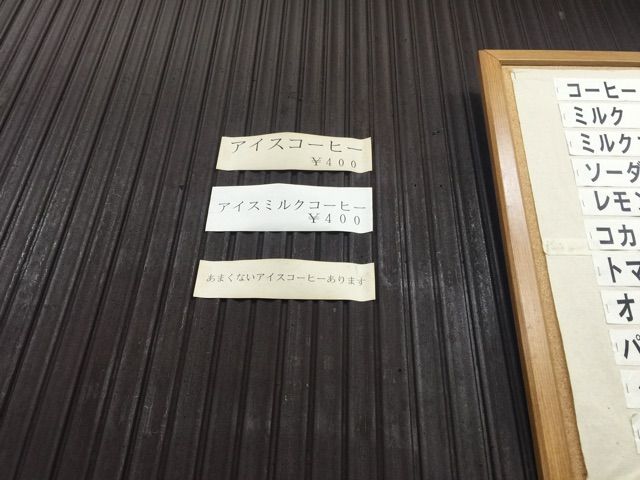 アイスコーヒー
￥400
アイスミルクコーヒー
￥400
あまくないアイスコーヒーあります
コーヒー
ミルク
ミルク
ソーダ
レモン
コカ
トマ
オ
パ